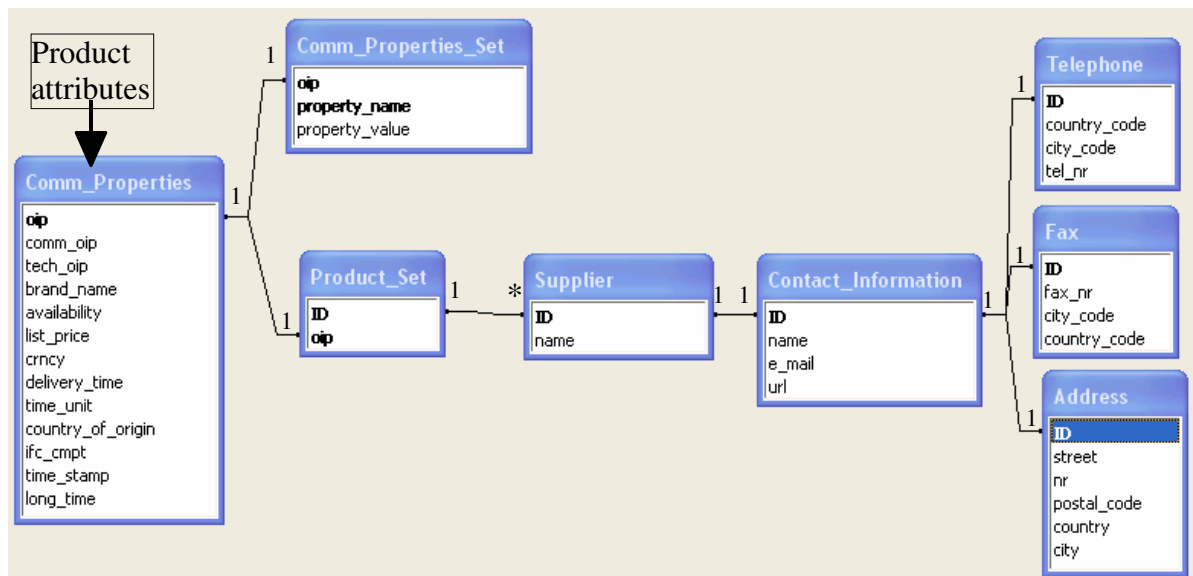 Product
attributes
Comm_Properties
oip
comm_oip
tech_oip
brand_name
availability
list_price
crncy
delivery_time
time_unit
country_of_origin
ifc_cmpt
time_stamp
long_time
1
1
1
Comm_Properties_Set
oip
property_name
property_value
Product_Set
ID
oip
1
*
Supplier
ID
name
1
1
Contact_Information
ID
name
e_mail
url
1
1
1
1
Telephone
ID
country_code
city_code
tel_nr
Fax
ID
fax_nr
city_code
country_code
Address
ID
street
nr
postal_code
country
city